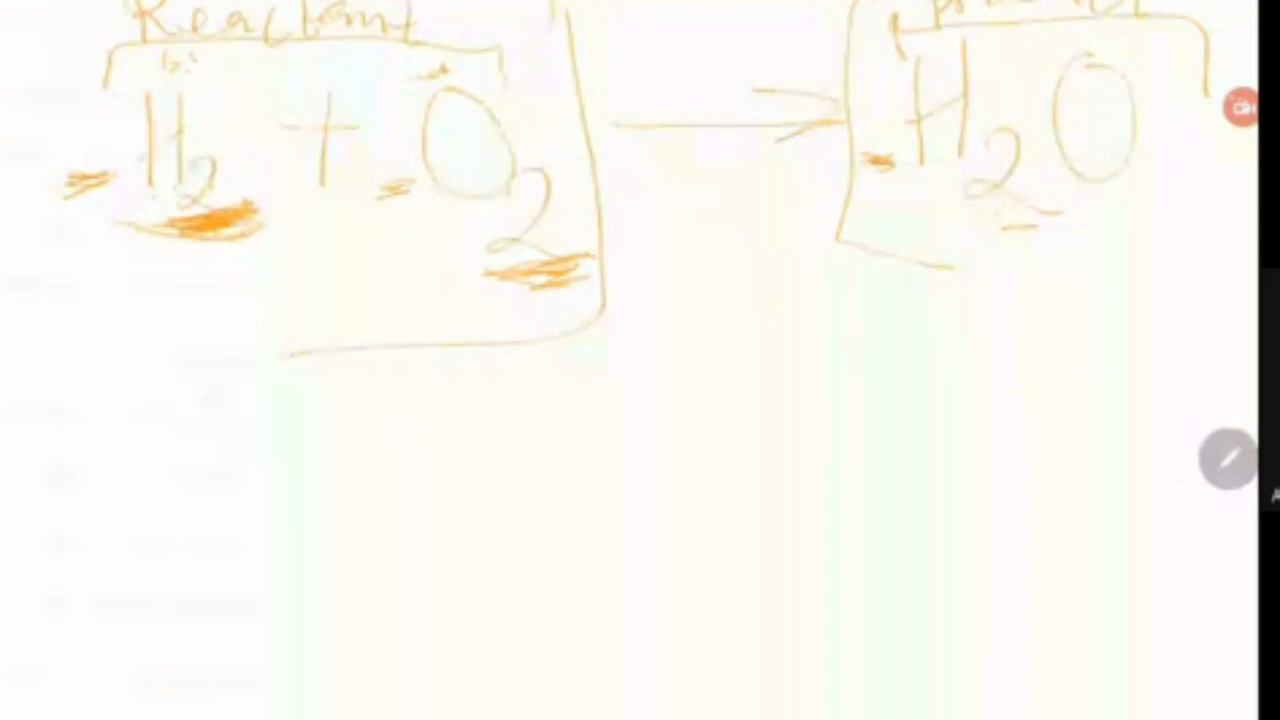 Reactant
H2 + O2 → H2O